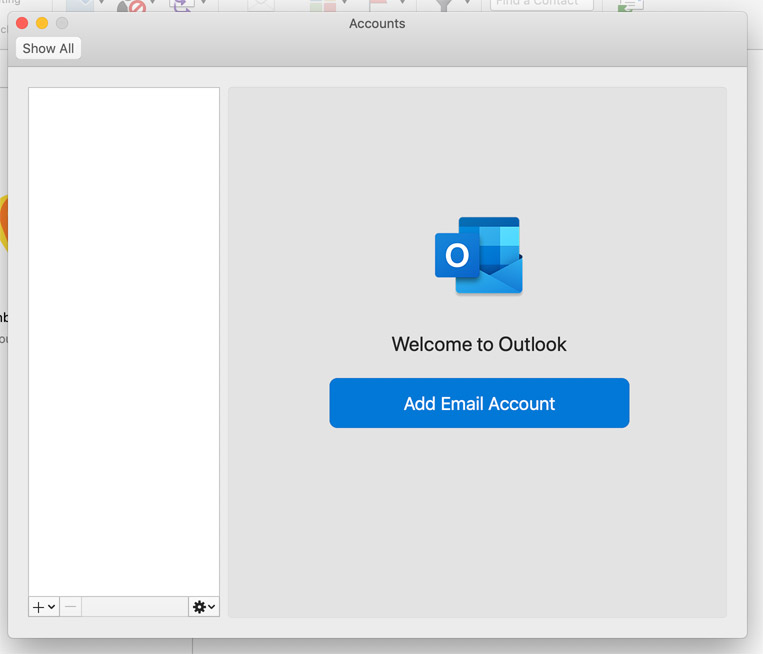 Find a Contact
Accounts
Show All
O
Welcome to Outlook
Add Email Account